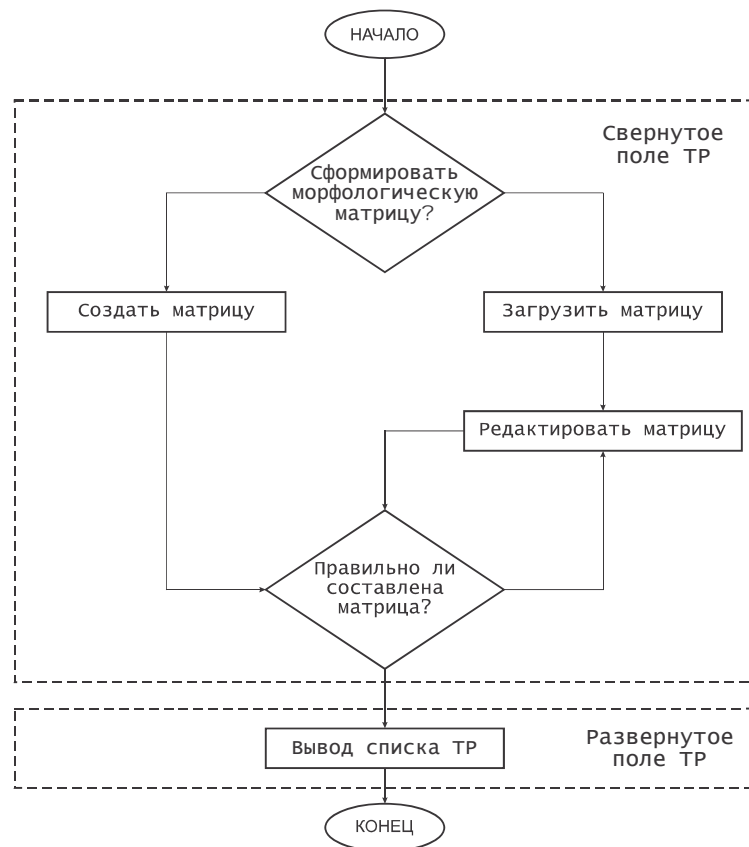 НАЧАЛО
Свернутое
поле ТР
Сформировать
морфологическую
матрицу?
Создать матрицу
Загрузить матрицу
Редактировать матрицу
Правильно ли
составлена
матрица?
Вывод списка ТР
Развернутое
поле ТР
КОНЕЦ